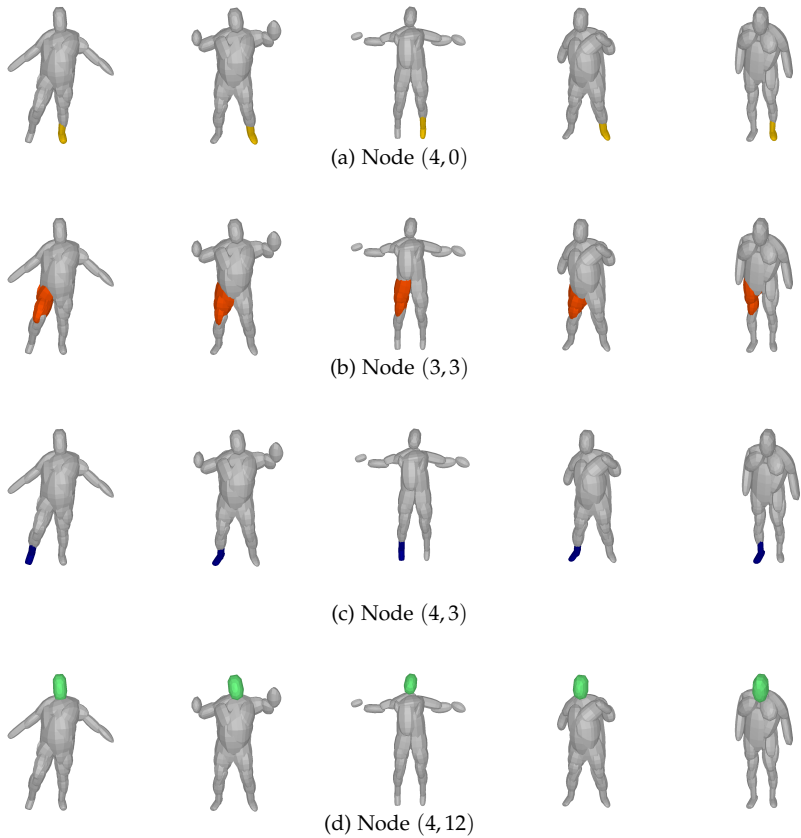 (a) Node (4, 0)
(b) Node (3, 3)
(c) Node (4, 3)
(d) Node (4, 12)